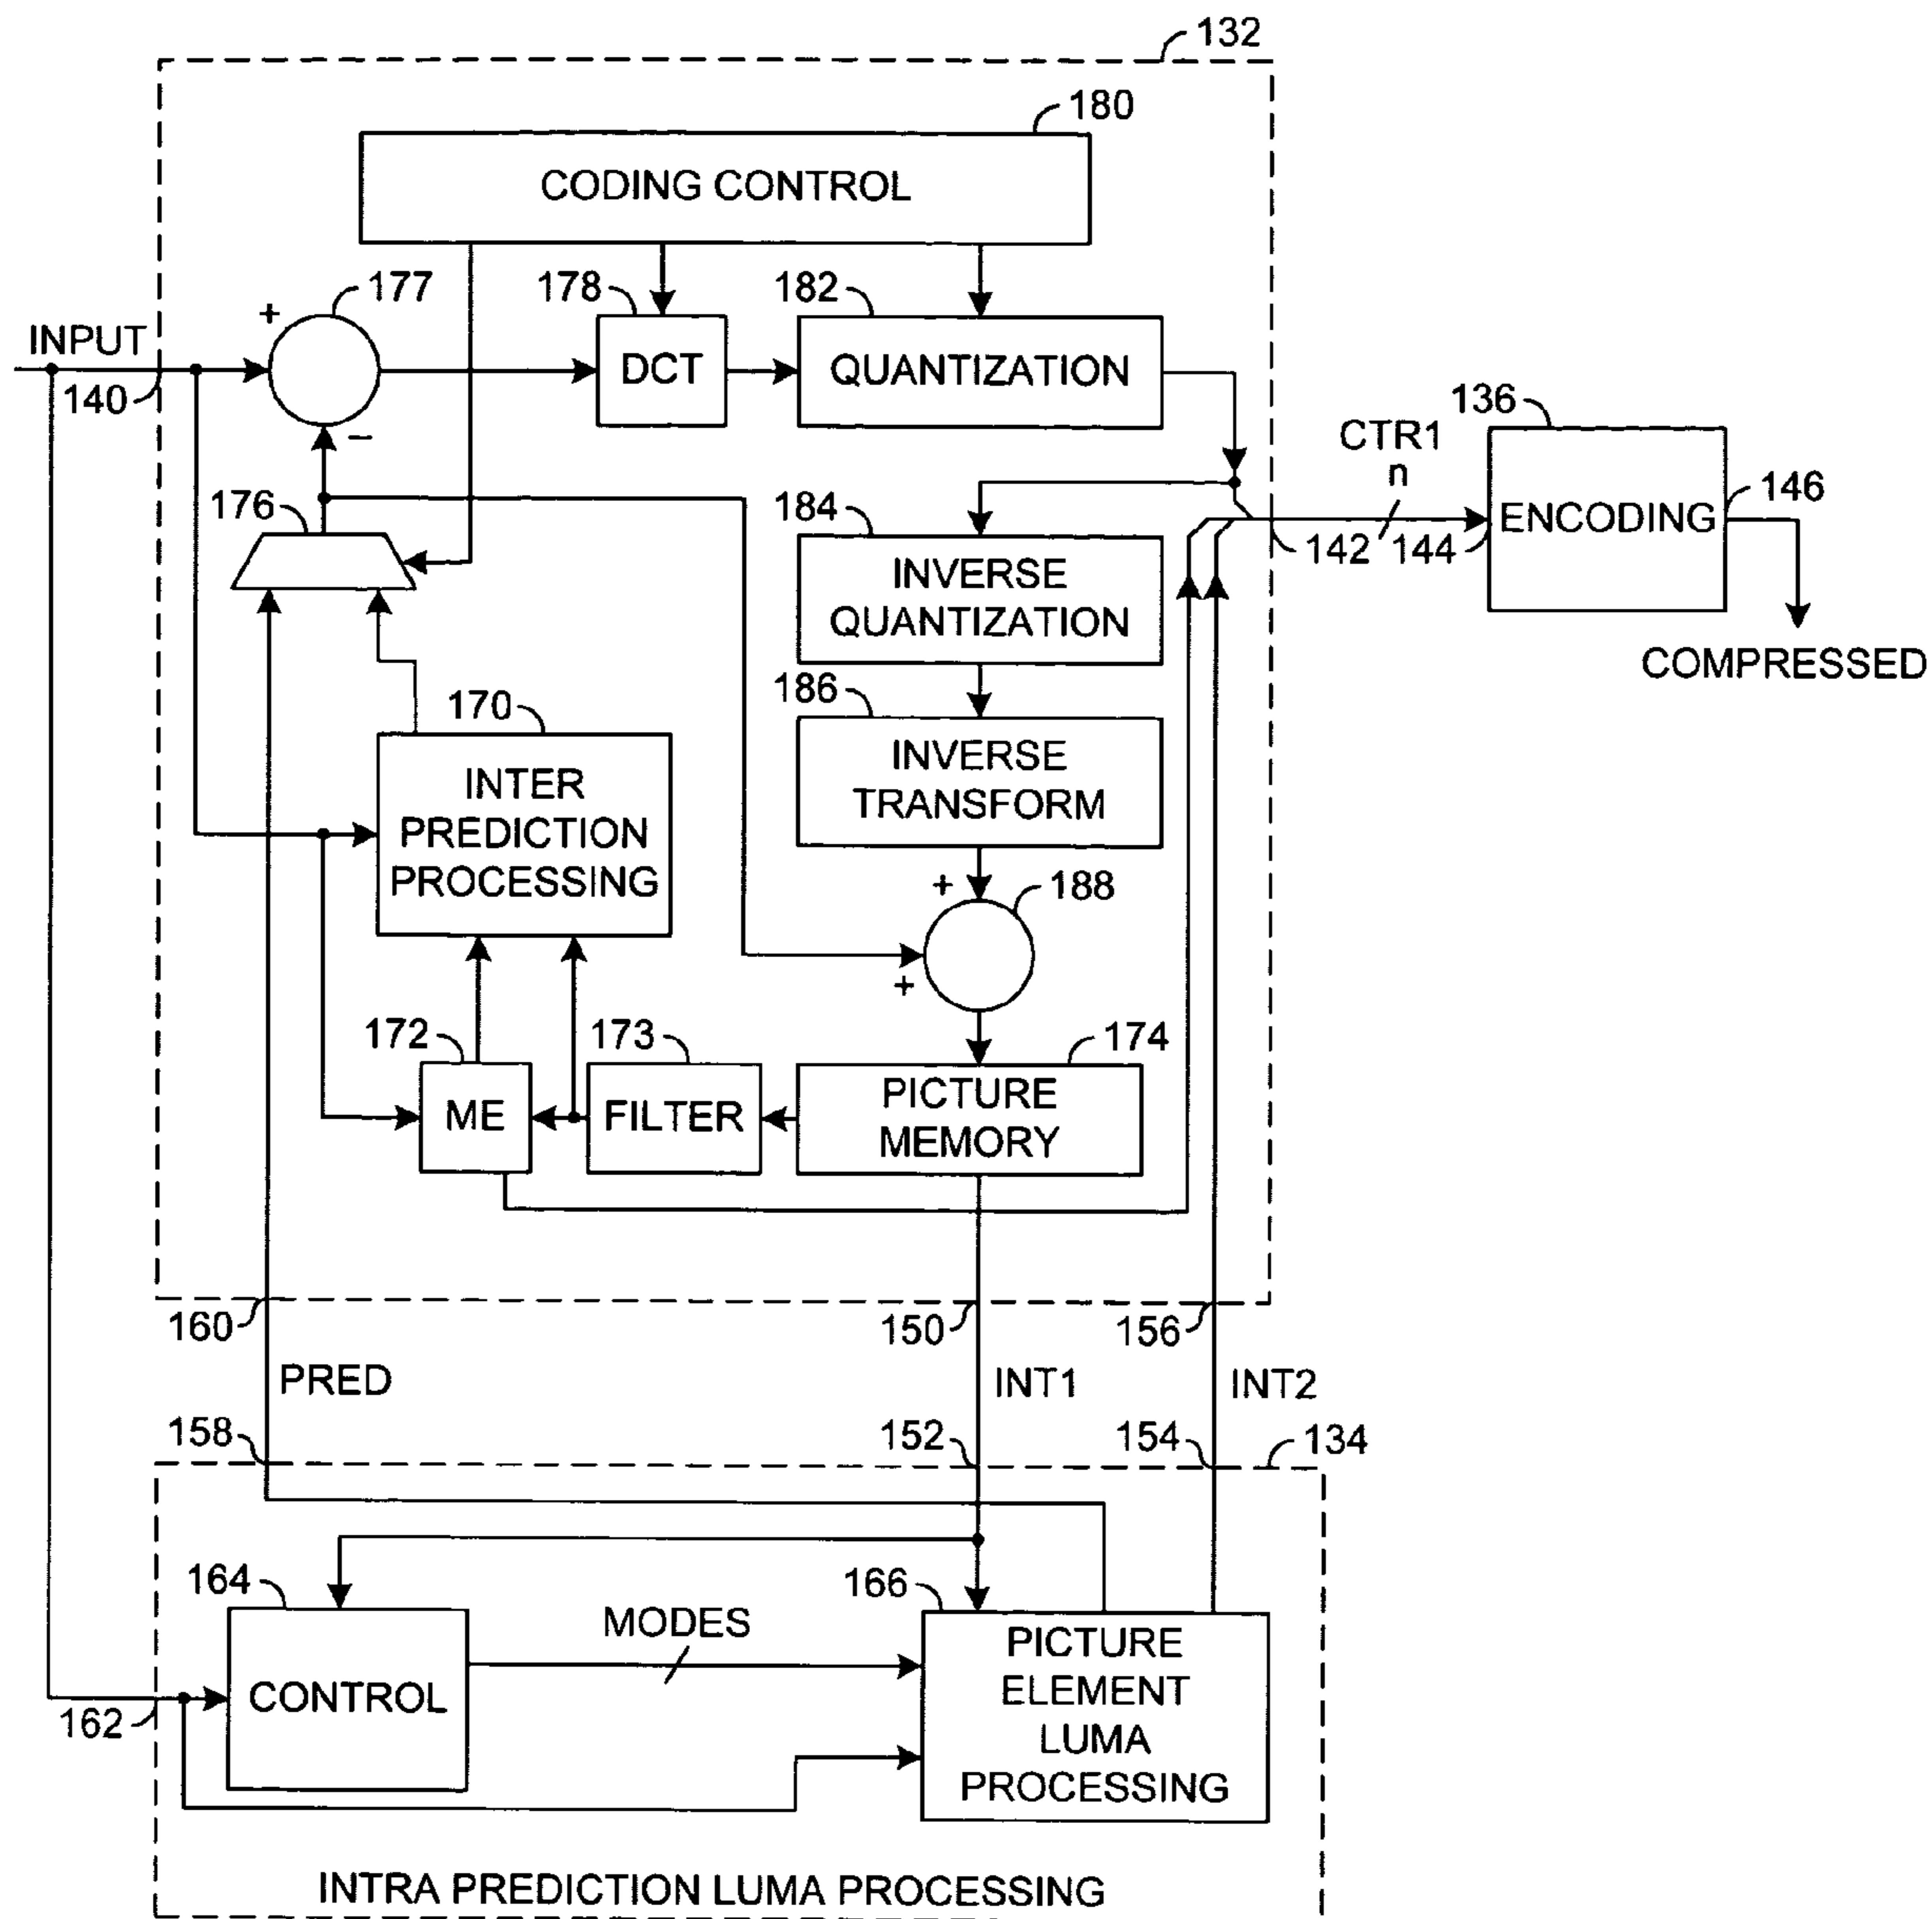 132
180
CODING CONTROL
+
177
178
182
INPUT
DCT
QUANTIZATION
140
−
136
CTR1
n
176
184
146
ENCODING
142
144
INVERSE
QUANTIZATION
COMPRESSED
170
186
INTER
PREDICTION
PROCESSING
INVERSE
TRANSFORM
+
188
+
172
173
174
ME
FILTER
PICTURE
MEMORY
160
150
156
PRED
INT1
INT2
158
152
154
134
164
166
MODES
CONTROL
PICTURE
ELEMENT
LUMA
PROCESSING
162
INTRA PREDICTION LUMA PROCESSING